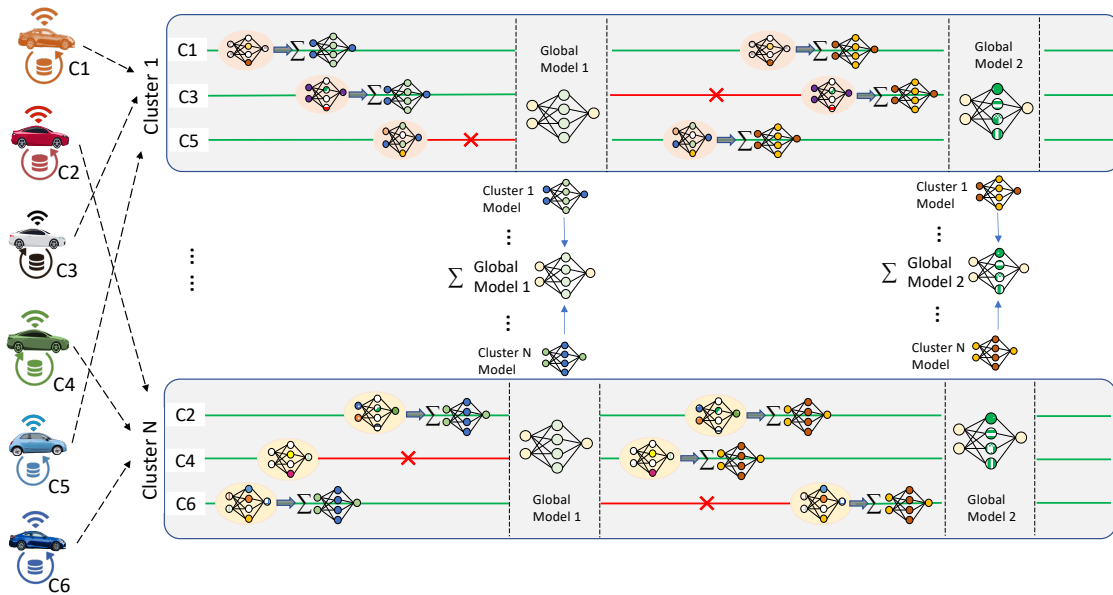 C1
C2
C3
C4
C5
C6
Cluster 1
C1
C3
C5
∑
∑
Global
Model 1
∑
∑
∑
Global
Model 2
Cluster 1
Model
...
∑ Global
Model 1
...
Cluster N
Model
Cluster 1
Model
...
∑ Global
Model 2
...
Cluster N
Model
... ...
Cluster N
C2
C4
C6
∑
∑
Global
Model 1
∑
∑
∑
Global
Model 2